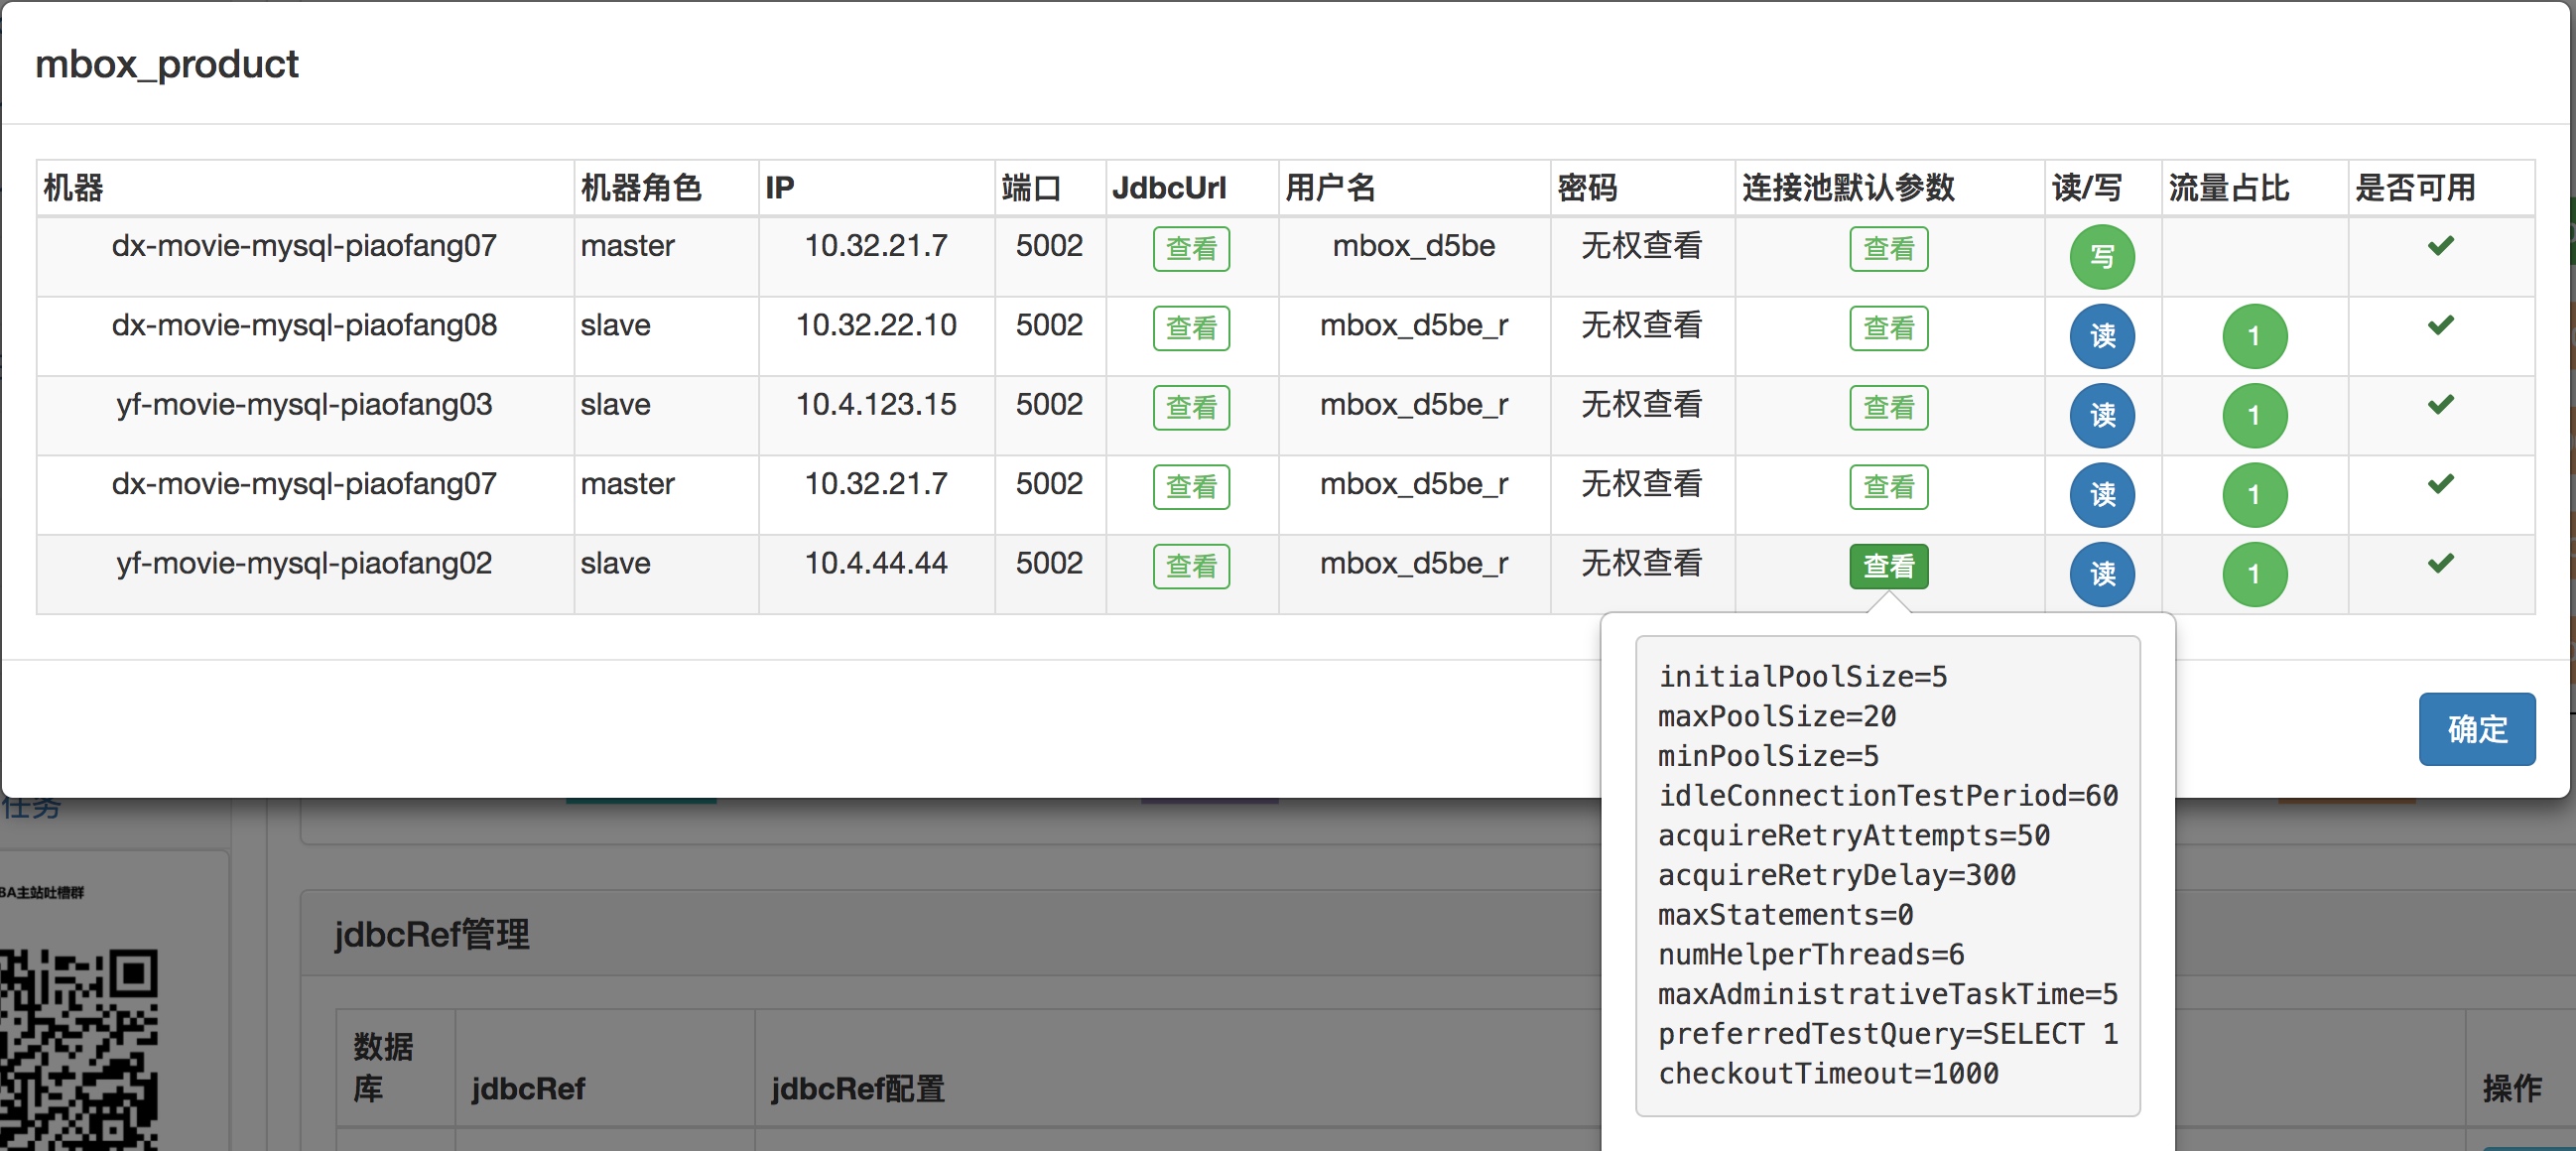 mbox_product
机器 机器角色 IP 端口 JdbcUrl 用户名 密码 连接池默认参数 读/写 流量占比 是否可用
dx-movie-mysql-piaofang07 master 10.32.21.7 5002 查看 mbox_d5be 无权查看 查看 写
dx-movie-mysql-piaofang08 slave 10.32.22.10 5002 查看 mbox_d5be_r 无权查看 查看 读 1
yf-movie-mysql-piaofang03 slave 10.4.123.15 5002 查看 mbox_d5be_r 无权查看 查看 读 1
dx-movie-mysql-piaofang07 master 10.32.21.7 5002 查看 mbox_d5be_r 无权查看 查看 读 1
yf-movie-mysql-piaofang02 slave 10.4.44.44 5002 查看 mbox_d5be_r 无权查看 查看 读 1
initialPoolSize=5
maxPoolSize=20
minPoolSize=5
idleConnectionTestPeriod=60
acquireRetryAttempts=50
acquireRetryDelay=300
maxStatements=0
numHelperThreads=6
maxAdministrativeTaskTime=5
preferredTestQuery=SELECT 1
checkoutTimeout=1000
确定
任务
BA主站吐槽群
jdbcRef管理
数据
库 jdbcRef jdbcRef配置 操作